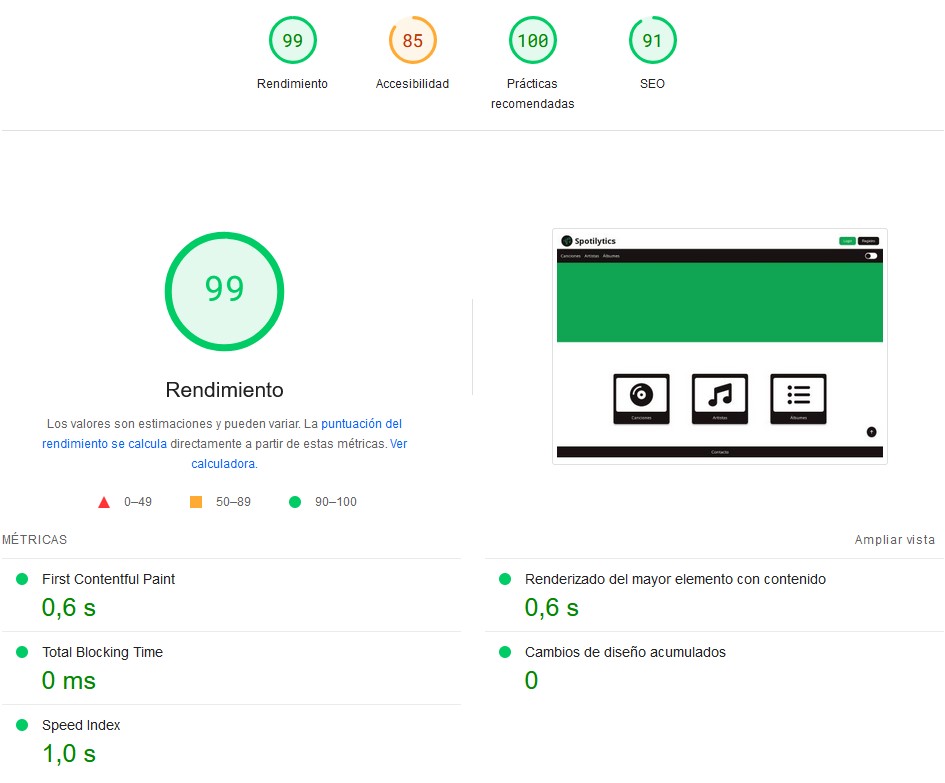 99
85
100
91
Rendimiento
Accesibilidad
Prácticas
recomendadas
SEO
99
Rendimiento
Los valores son estimaciones y pueden variar. La puntuación del
rendimiento se calcula directamente a partir de estas métricas. Ver
calculadora.
0–49
50–89
90–100
Spotilytics
Login
Register
Canciones Artistas Álbumes
Canciones
Artistas
Álbumes
Contacto
MÉTRICAS
Ampliar vista
First Contentful Paint
0,6 s
Renderizado del mayor elemento con contenido
0,6 s
Total Blocking Time
0 ms
Cambios de diseño acumulados
0
Speed Index
1,0 s